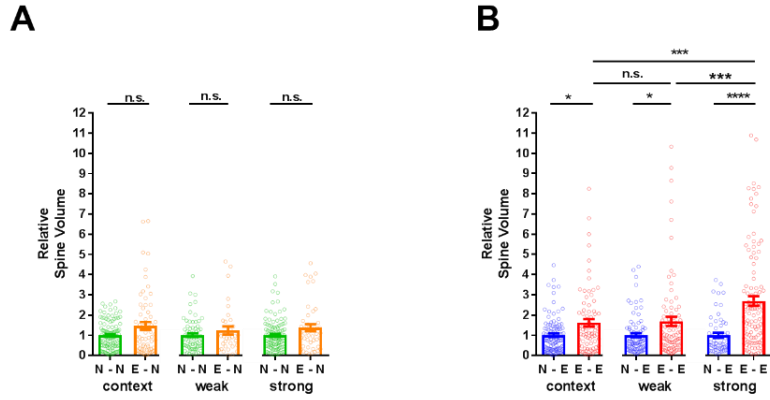 A
n.s. n.s. n.s.
12
11
10
9
8
7
6
5
4
3
2
1
0
Relative
Spine Volume
N - N E - N N - N E - N N - N E - N
context weak strong
B
***
n.s. ***
* * ****
12
11
10
9
8
7
6
5
4
3
2
1
0
Relative
Spine Volume
N - E E - E N - E E - E N - E E - E
context weak strong